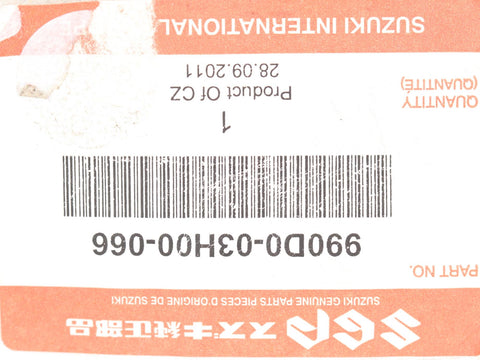 SGP スズキ純正部品
SUZUKI GENUINE PARTS PIECES D'ORIGINE DE SUZUKI
PART NO.
990D0-03H00-066
QUANTITY
(QUANTITÉ)
1
Product Of CZ
28.09.2011
SUZUKI INTERNATIONAL